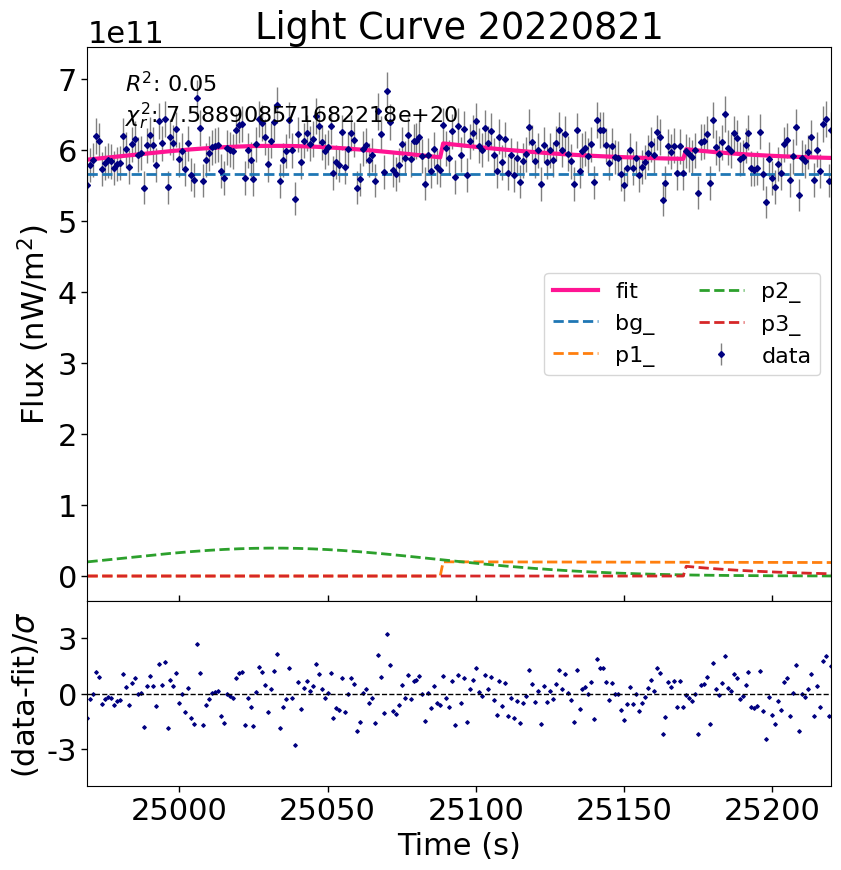 Light Curve 20220821
1e11
R²: 0.05
χ²ᵣ: 7.588908571682218e+20
7
6
5
4
3
2
1
0
Flux (nW/m²)
fit
bg_
p1_
p2_
p3_
data
3
0
-3
(data-fit)/σ
25000 25050 25100 25150 25200
Time (s)